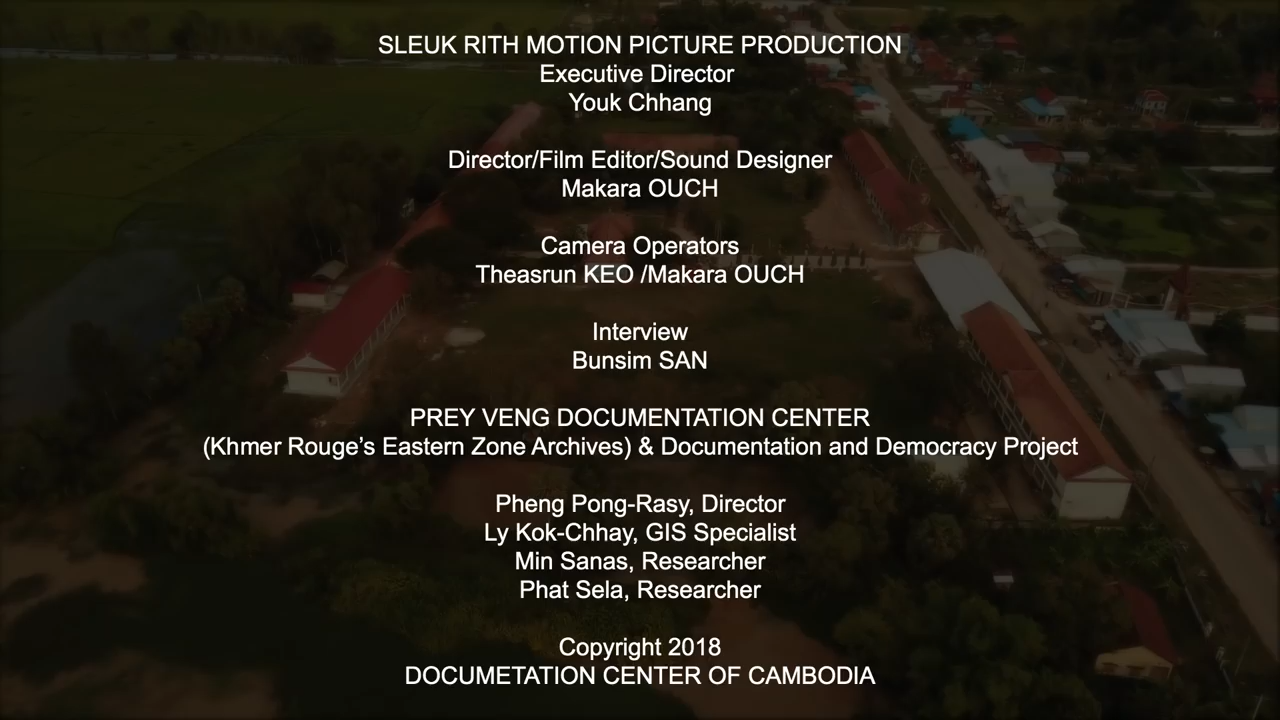 SLEUK RITH MOTION PICTURE PRODUCTION
Executive Director
Youk Chhang
Director/Film Editor/Sound Designer
Makara OUCH
Camera Operators
Theasrun KEO /Makara OUCH
Interview
Bunsim SAN
PREY VENG DOCUMENTATION CENTER
(Khmer Rouge’s Eastern Zone Archives) & Documentation and Democracy Project
Pheng Pong-Rasy, Director
Ly Kok-Chhay, GIS Specialist
Min Sanas, Researcher
Phat Sela, Researcher
Copyright 2018
DOCUMETATION CENTER OF CAMBODIA